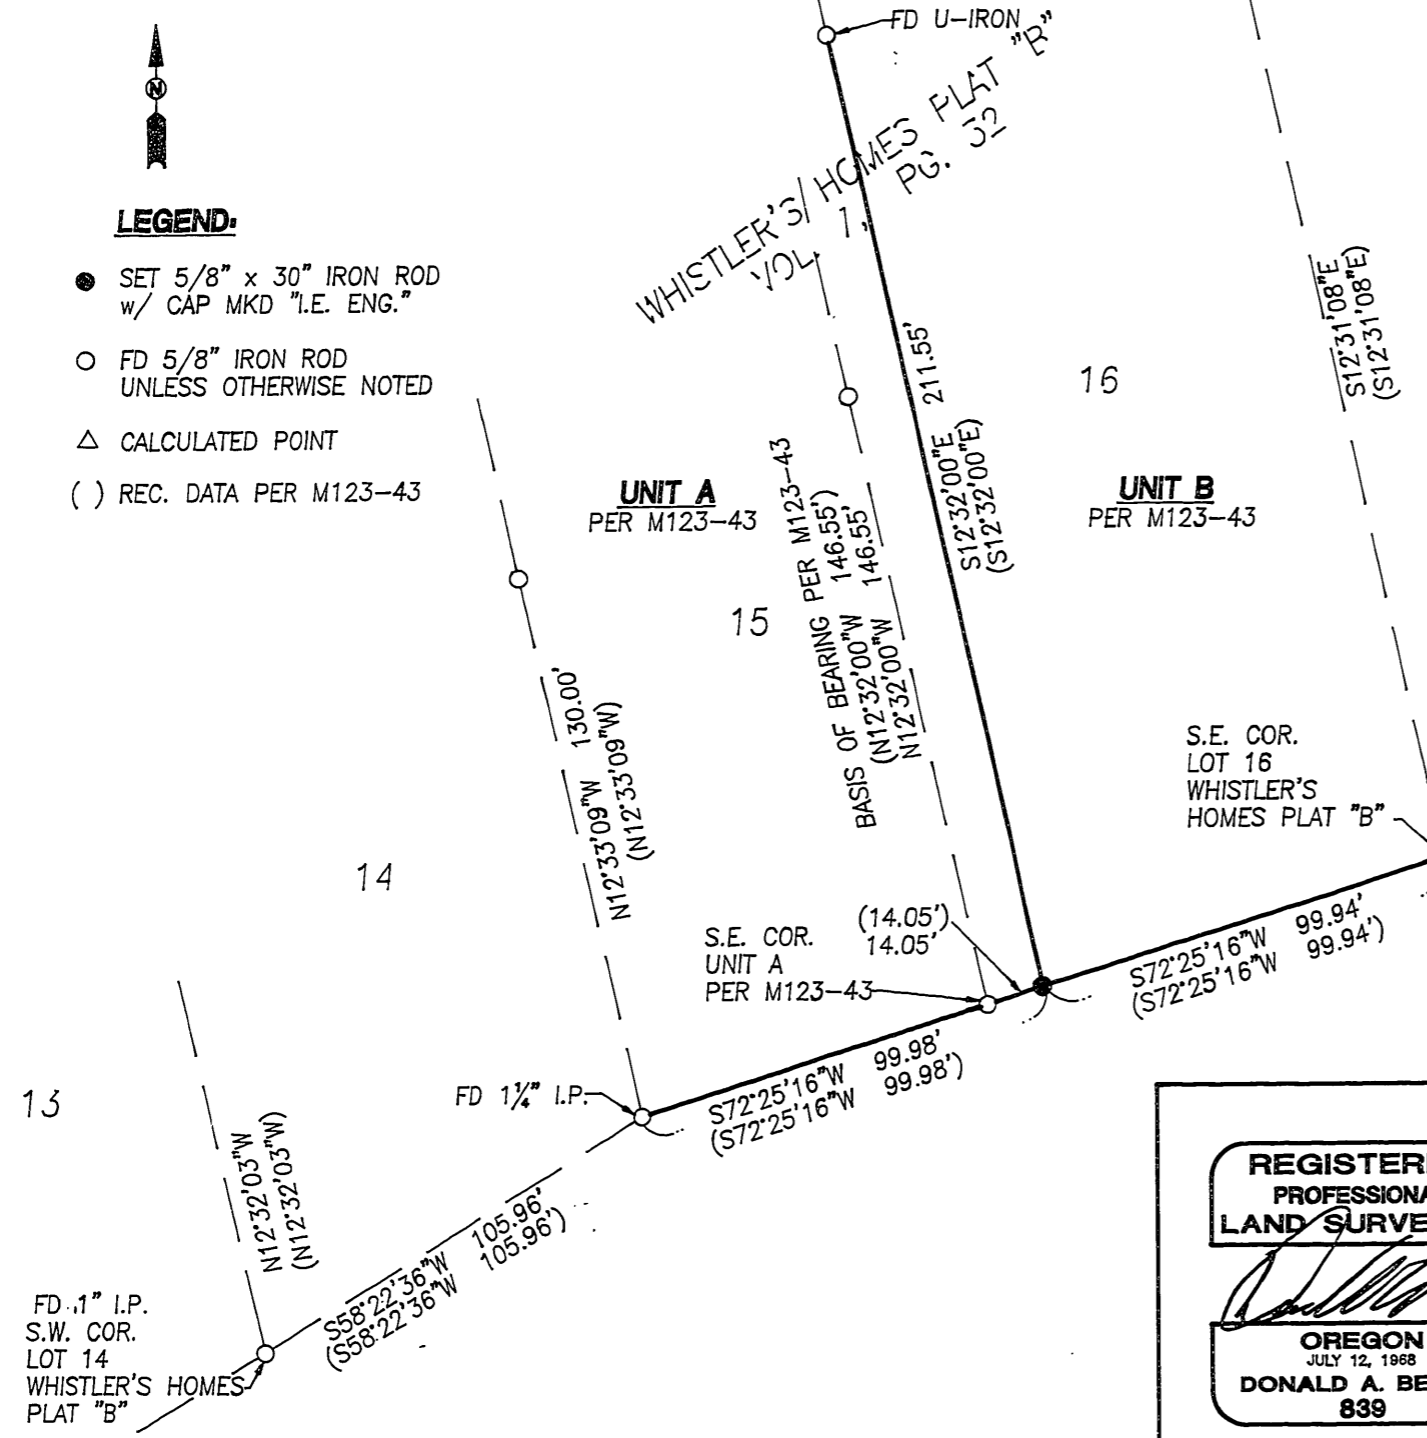 FD U-IRON
WHISTLER'S HOMES PLAT "B"
VOL. 1, PG. 32
N
LEGEND:
SET 5/8" x 30" IRON ROD
w/ CAP MKD "I.E. ENG."
FD 5/8" IRON ROD
UNLESS OTHERWISE NOTED
CALCULATED POINT
( ) REC. DATA PER M123-43
UNIT A
PER M123-43
15
BASIS OF BEARING PER M123-43
(N12°32'00"W 146.55')
N12°32'00"W 146.55'
S12°32'00"E 211.55'
(S12°32'00"E)
16
UNIT B
PER M123-43
S12°31'08"E
(S12°31'08"E)
N12°33'09"W 130.00'
(N12°33'09"W)
14
S.E. COR.
LOT 16
WHISTLER'S
HOMES PLAT "B"
S.E. COR.
UNIT A
PER M123-43
(14.05')
14.05'
S72°25'16"W 99.94'
(S72°25'16"W 99.94')
FD 1¼" I.P.
S72°25'16"W 99.98'
(S72°25'16"W 99.98')
13
N12°32'03"W
(N12°32'03"W)
S58°22'36"W 105.96'
(S58°22'36"W 105.96')
FD 1" I.P.
S.W. COR.
LOT 14
WHISTLER'S HOMES
PLAT "B"
REGISTER
PROFESSIONA
LAND SURVE
OREGON
JULY 12, 1968
DONALD A. BE
839